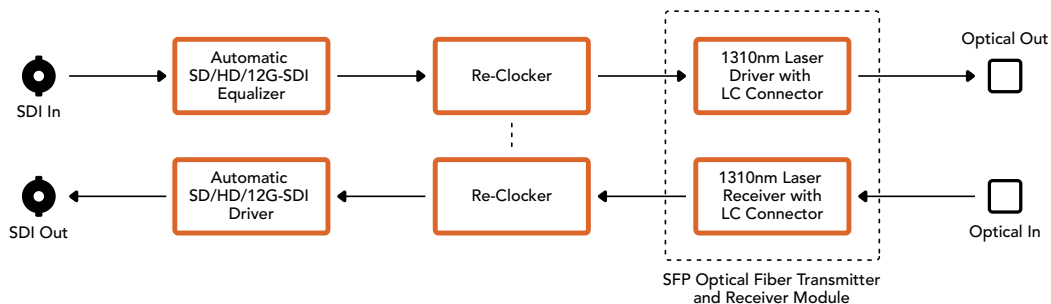 SDI In
Automatic
SD/HD/12G-SDI
Equalizer
Re-Clocker
1310nm Laser
Driver with
LC Connector
Optical Out
SDI Out
Automatic
SD/HD/12G-SDI
Driver
Re-Clocker
1310nm Laser
Receiver with
LC Connector
Optical In
SFP Optical Fiber Transmitter
and Receiver Module